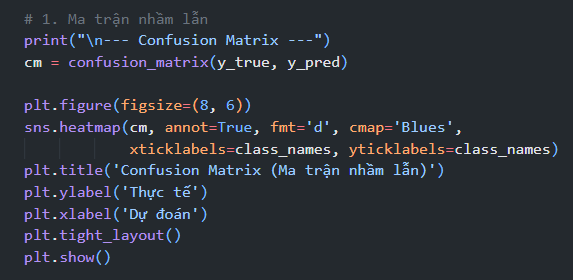 # 1. Ma trận nhầm lẫn
print("\n--- Confusion Matrix ---")
cm = confusion_matrix(y_true, y_pred)

plt.figure(figsize=(8, 6))
sns.heatmap(cm, annot=True, fmt='d', cmap='Blues',
            xticklabels=class_names, yticklabels=class_names)
plt.title('Confusion Matrix (Ma trận nhầm lẫn)')
plt.ylabel('Thực tế')
plt.xlabel('Dự đoán')
plt.tight_layout()
plt.show()